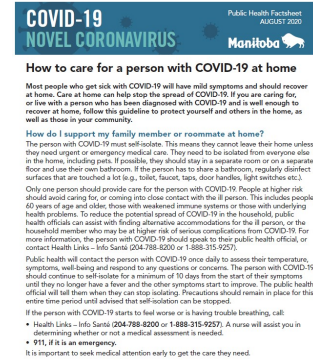 COVID-19
NOVEL CORONAVIRUS
Public Health Factsheet
AUGUST 2020
Manitoba
How to care for a person with COVID-19 at home
Most people who get sick with COVID-19 will have mild symptoms and should recover
at home. Care at home can help stop the spread of COVID-19. If you are caring for,
or live with a person who has been diagnosed with COVID-19 and is well enough to
recover at home, follow this guideline to protect yourself and others in the home, as
well as those in your community.
How do I support my family member or roommate at home?
The person with COVID-19 must self-isolate. This means they cannot leave their home unless
they need urgent or emergency medical care. They need to be isolated from everyone else
in the home, including pets. If possible, they should stay in a separate room or on a separate
floor and use their own bathroom. If the person has to share a bathroom, regularly disinfect
surfaces that are touched a lot (e.g., toilet, faucet, taps, door handles, light switches etc.).
Only one person should provide care for the person with COVID-19. People at higher risk
should avoid caring for, or coming into close contact with the ill person. This includes people
60 years of age and older, those with weakened immune systems or those with underlying
health problems. To reduce the potential spread of COVID-19 in the household, public
health officials can assist with finding alternative accommodations for the ill person, or the
household member who may be at higher risk of serious complications from COVID-19. For
more information, the person with COVID-19 should speak to their public health official, or
contact Health Links – Info Santé (204-788-8200 or 1-888-315-9257).
Public health will contact the person with COVID-19 once daily to assess their temperature,
symptoms, well-being and respond to any questions or concerns. The person with COVID-19
should continue to self-isolate for a minimum of 10 days from the start of their symptoms
until they no longer have a fever and the other symptoms start to improve. The public health
official will tell them when they can stop isolating. Precautions should remain in place for this
entire time period until advised that self-isolation can be stopped.
If the person with COVID-19 starts to feel worse or is having trouble breathing, call:
• Health Links – Info Santé (204-788-8200 or 1-888-315-9257). A nurse will assist you in
determining whether or not a medical assessment is needed.
• 911, if it is an emergency.
It is important to seek medical attention early to get the care they need.